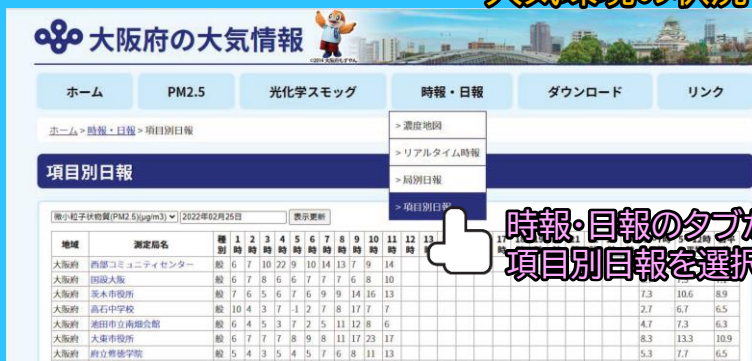 大阪府の大気情報
ホーム PM2.5 光化学スモッグ 時報・日報 ダウンロード リンク
ホーム > 時報・日報 > 項目別日報
> 濃度地図
> リアルタイム時報
> 局別日報
> 項目別日報
項目別日報
微小粒子状物質(PM2.5)(μg/m3) 2022年02月25日 表示更新
地域 測定局名 種別 1時 2時 3時 4時 5時 6時 7時 8時 9時 10時 11時 12時 13
時報・日報のタブ
項目別日報を選択
大阪府 西部コミュニティセンター 般 6 7 10 22 9 10 14 13 7 9 14
大阪府 国設大阪 般 6 7 8 6 6 7 7 7 6 8 10
大阪府 茨木市役所 般 7 6 5 6 7 6 9 9 14 16 13 7.3 10.6 8.9
大阪府 高石中学校 般 10 4 3 7 -1 2 7 8 17 7 7 2.7 6.7 6.5
大阪府 池田市立南畑会館 般 6 4 5 3 7 2 5 11 12 8 6 4.7 7.3 6.3
大阪府 大東市役所 般 6 7 7 7 8 9 8 11 17 23 17 8.3 13.3 10.9
大阪府 府立修徳学院 般 5 4 3 5 4 5 7 6 8 11 13 5.3 7.7 6.5